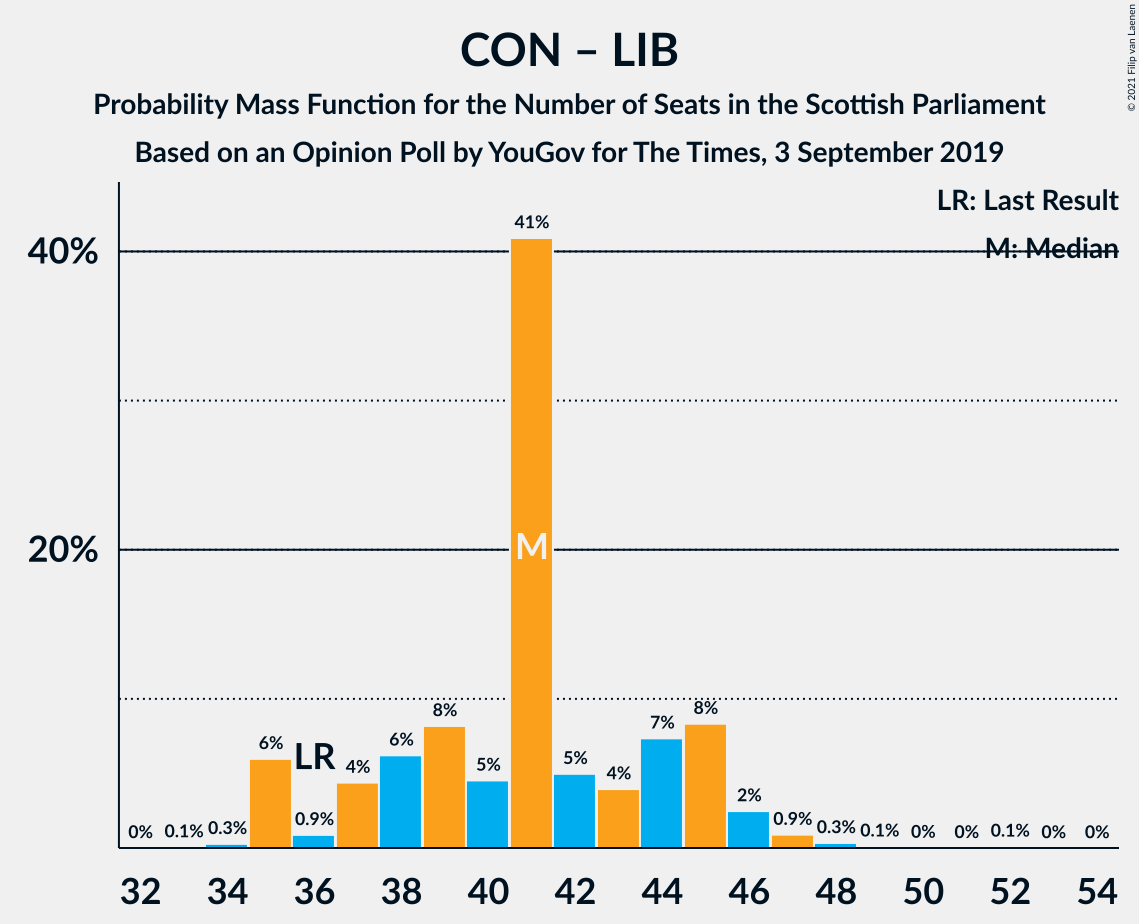 CON – LIB
Probability Mass Function for the Number of Seats in the Scottish Parliament
Based on an Opinion Poll by YouGov for The Times, 3 September 2019
© 2021 Filip van Laenen
LR: Last Result
M: Median
40%
20%
0%
0.1%
0.3%
6%
LR
0.9%
4%
6%
8%
5%
41%
M
5%
4%
7%
8%
2%
0.9%
0.3%
0.1%
0%
0%
0.1%
0%
0%
32 34 36 38 40 42 44 46 48 50 52 54